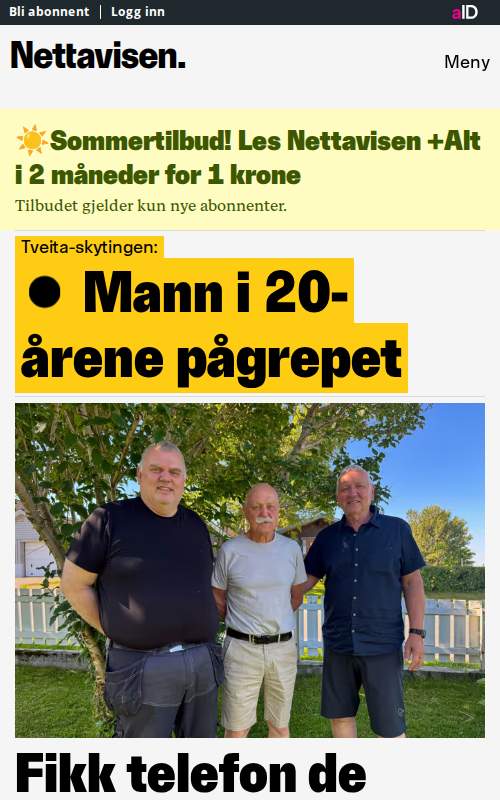 Bli abonnent
Logg inn
aID
Nettavisen.
Meny
☀️Sommertilbud! Les Nettavisen +Alt
i 2 måneder for 1 krone
Tilbudet gjelder kun nye abonnenter.
Tveita-skytingen:
● Mann i 20-
årene pågrepet
Fikk telefon de